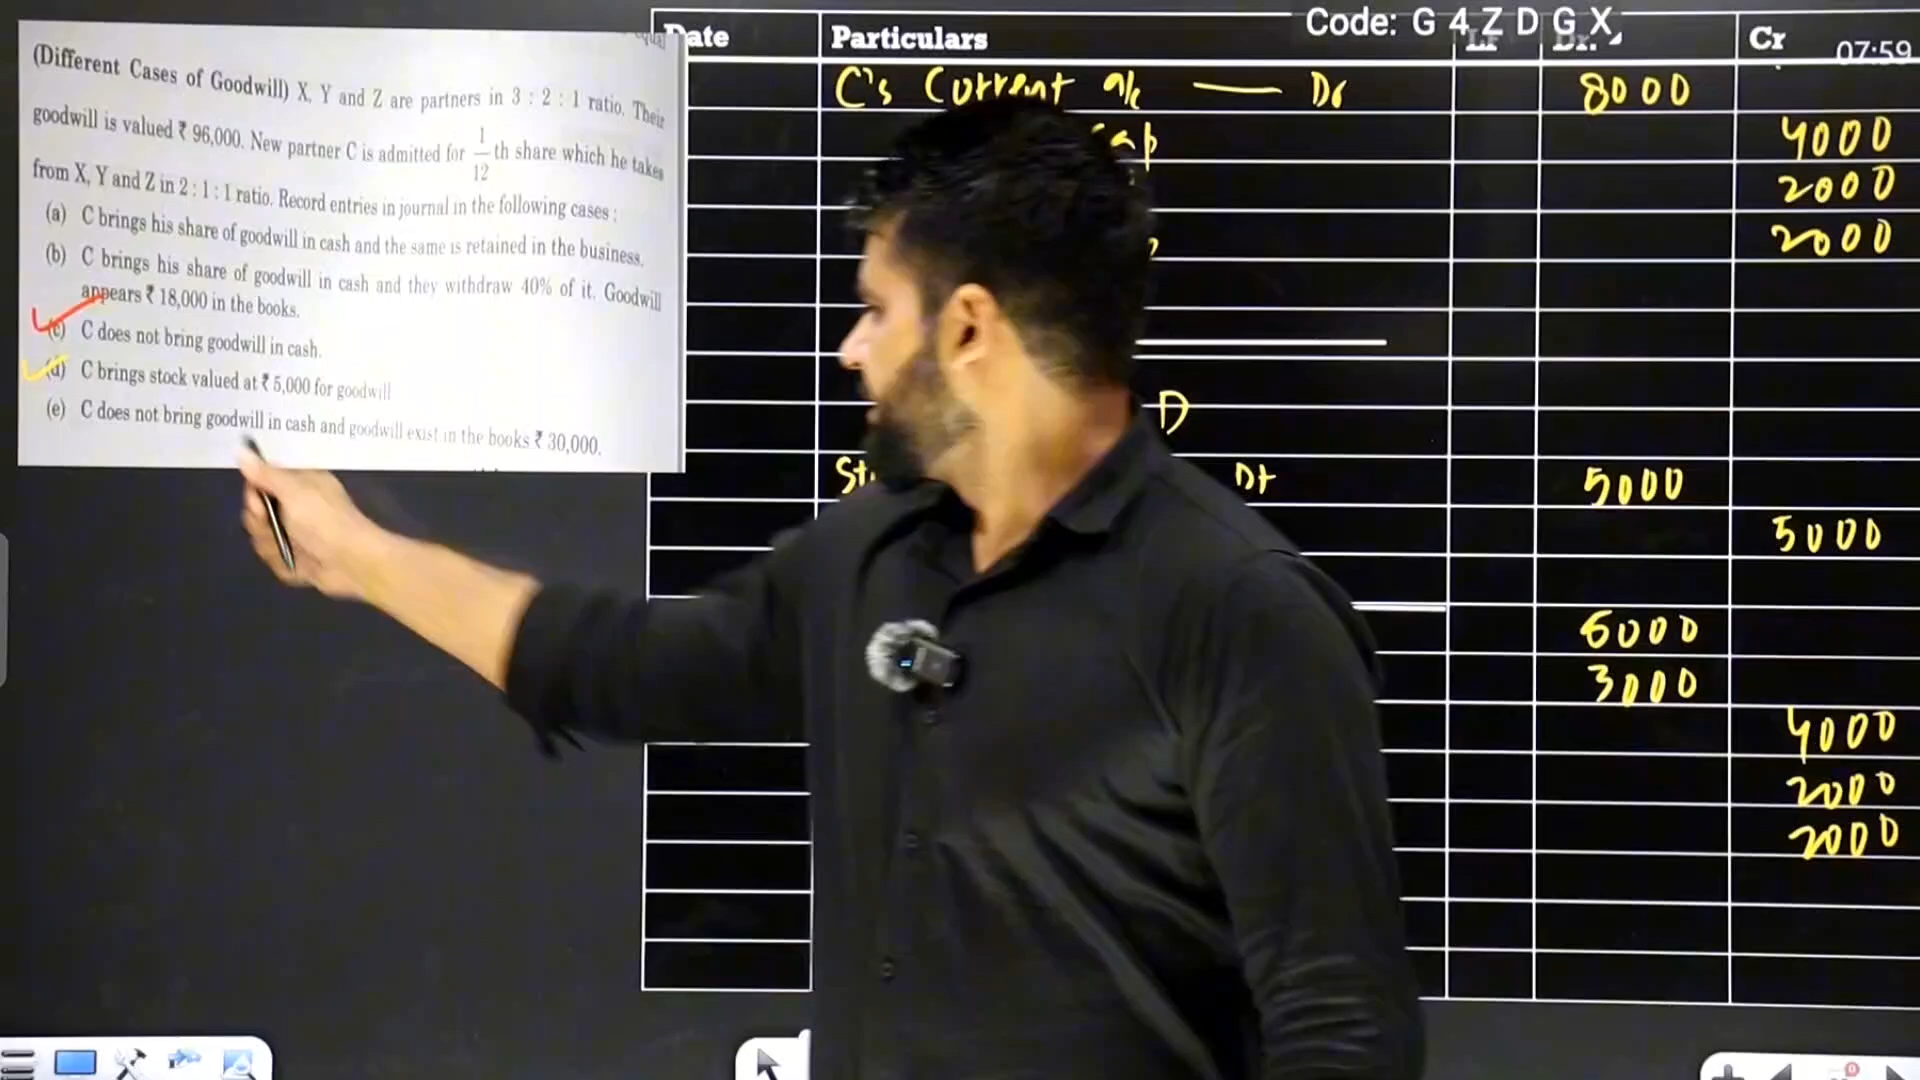 (Different Cases of Goodwill) X, Y and Z are partners in 3 : 2 : 1 ratio. Their
goodwill is valued ₹ 96,000. New partner C is admitted for 1/12 th share which he takes
from X, Y and Z in 2 : 1 : 1 ratio. Record entries in journal in the following cases :
(a) C brings his share of goodwill in cash and the same is retained in the business.
(b) C brings his share of goodwill in cash and they withdraw 40% of it. Goodwill
appears ₹ 18,000 in the books.
(c) C does not bring goodwill in cash.
(d) C brings stock valued at ₹ 5,000 for goodwill
(e) C does not bring goodwill in cash and goodwill exist in the books ₹ 30,000.
Code: G 4 Z D G X
07:59
Date Particulars LF Dr. Cr
C's Current a/c Dr 8000
cap 4000
2000
2000
D
Dr 5000
5000
3000
4000
2000
2000